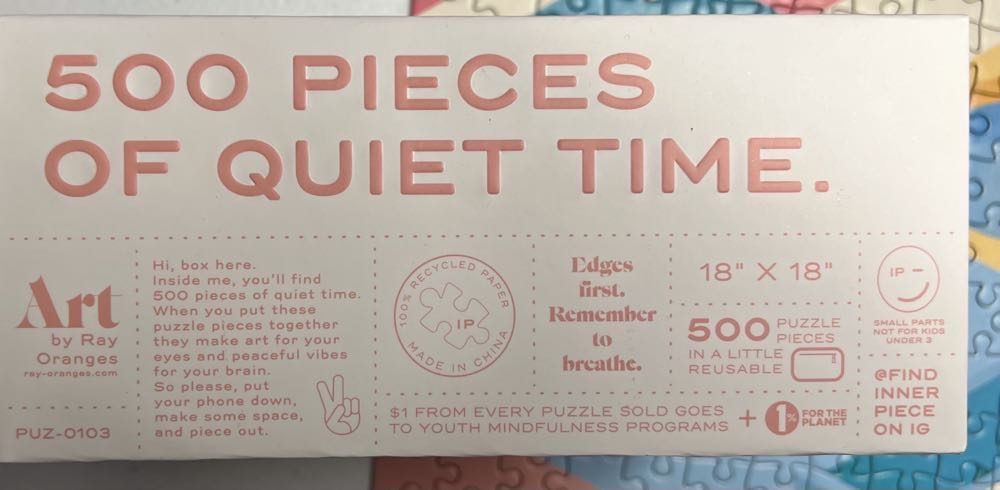 500 PIECES
OF QUIET TIME.
Art
by Ray
Oranges
ray-oranges.com
PUZ-0103
Hi, box here.
Inside me, you'll find
500 pieces of quiet time.
When you put these
puzzle pieces together
they make art for your
eyes and peaceful vibes
for your brain.
So please, put
your phone down,
make some space,
and piece out.
100% RECYCLED PAPER
IP
MADE IN CHINA
Edges
first.
Remember
to
breathe.
18" X 18"
500 PUZZLE
PIECES
IN A LITTLE
REUSABLE
$1 FROM EVERY PUZZLE SOLD GOES
TO YOUTH MINDFULNESS PROGRAMS
+
1% FOR THE
PLANET
IP
SMALL PARTS
NOT FOR KIDS
UNDER 3
@FIND
INNER
PIECE
ON IG